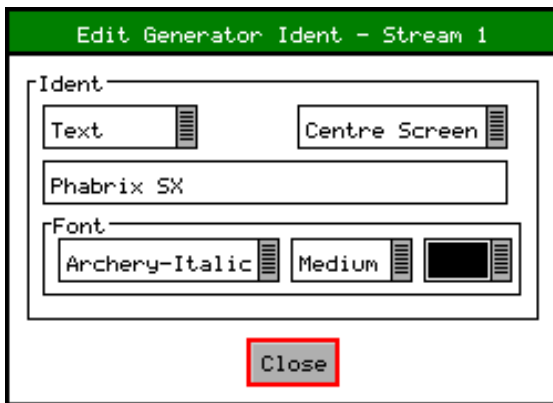 Edit Generator Ident - Stream 1
Ident
Text Centre Screen
Phabrix SX
Font
Archery-Italic Medium
Close